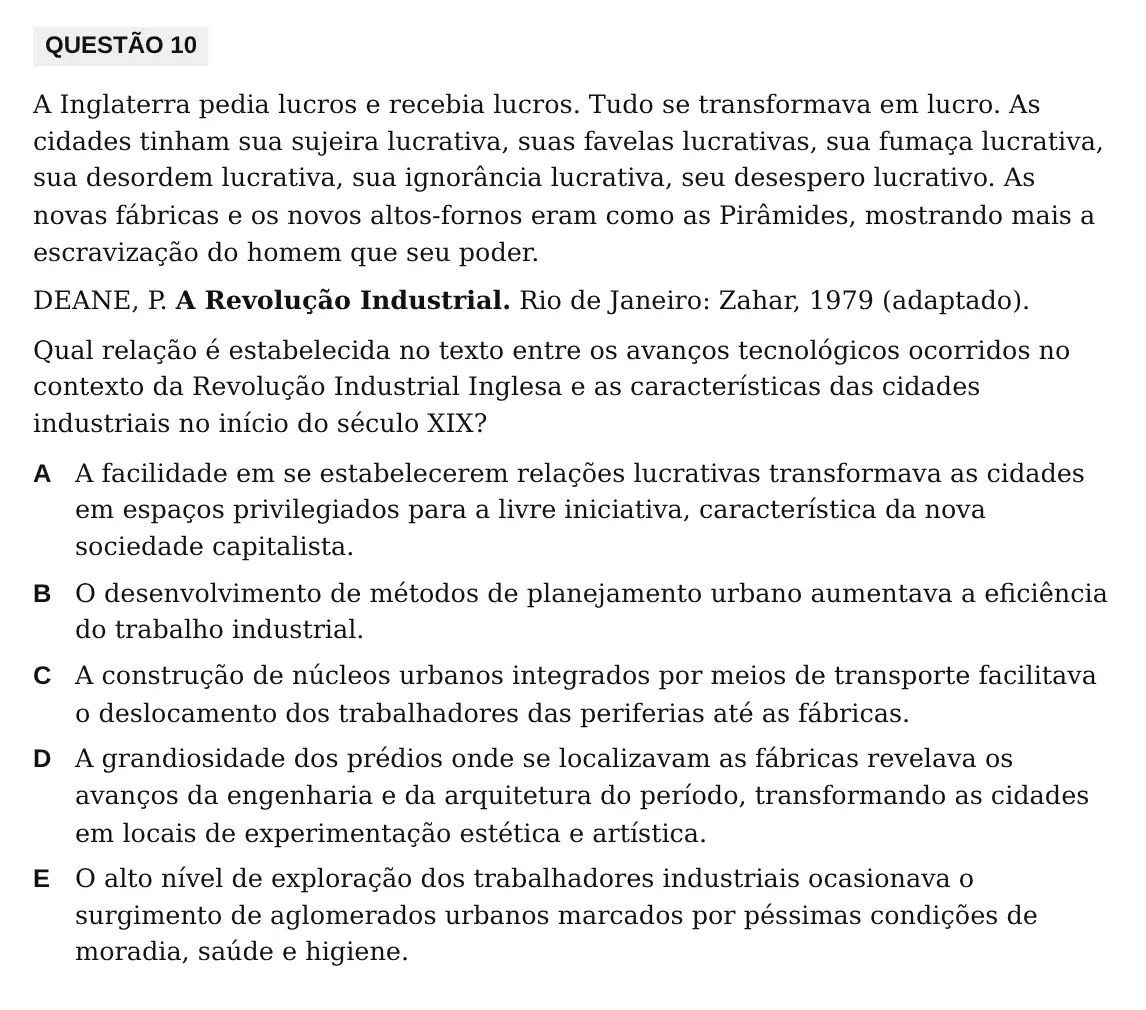 QUESTÃO 10
A Inglaterra pedia lucros e recebia lucros. Tudo se transformava em lucro. As
cidades tinham sua sujeira lucrativa, suas favelas lucrativas, sua fumaça lucrativa,
sua desordem lucrativa, sua ignorância lucrativa, seu desespero lucrativo. As
novas fábricas e os novos altos-fornos eram como as Pirâmides, mostrando mais a
escravização do homem que seu poder.
DEANE, P. A Revolução Industrial. Rio de Janeiro: Zahar, 1979 (adaptado).
Qual relação é estabelecida no texto entre os avanços tecnológicos ocorridos no
contexto da Revolução Industrial Inglesa e as características das cidades
industriais no início do século XIX?
A A facilidade em se estabelecerem relações lucrativas transformava as cidades
em espaços privilegiados para a livre iniciativa, característica da nova
sociedade capitalista.
B O desenvolvimento de métodos de planejamento urbano aumentava a eficiência
do trabalho industrial.
C A construção de núcleos urbanos integrados por meios de transporte facilitava
o deslocamento dos trabalhadores das periferias até as fábricas.
D A grandiosidade dos prédios onde se localizavam as fábricas revelava os
avanços da engenharia e da arquitetura do período, transformando as cidades
em locais de experimentação estética e artística.
E O alto nível de exploração dos trabalhadores industriais ocasionava o
surgimento de aglomerados urbanos marcados por péssimas condições de
moradia, saúde e higiene.